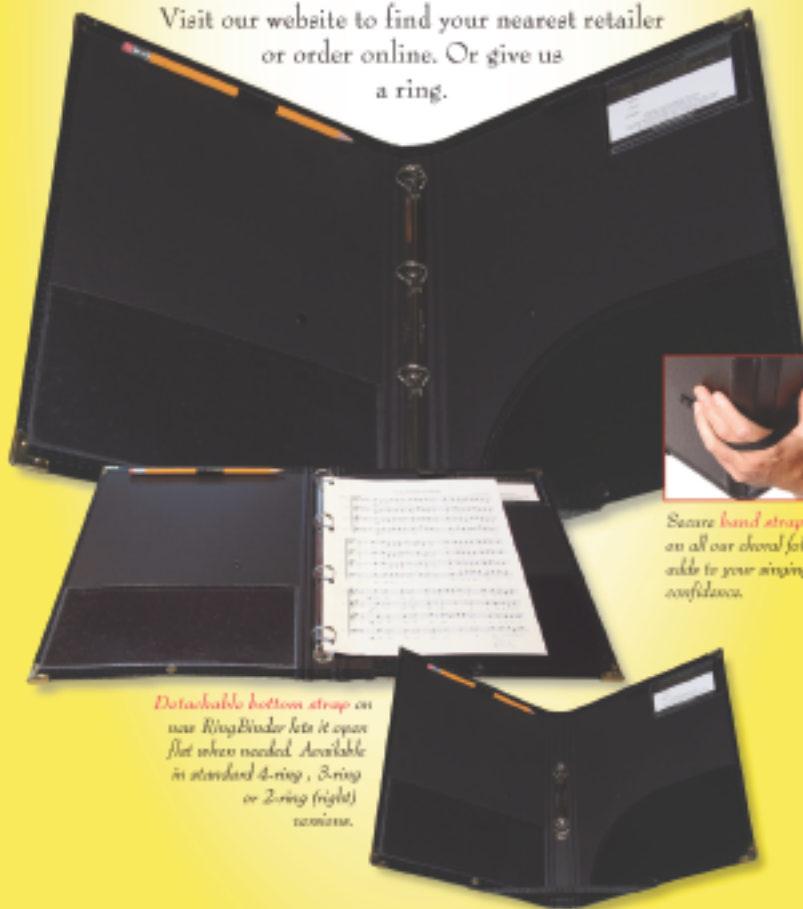 Visit our website to find your nearest retailer
or order online. Or give us
a ring.
Secure hand strap
on all our choral fol
adds to your singing
confidence.
Detachable bottom strap on
new RingBinder lets it open
flat when needed. Available
in standard 4-ring , 3-ring
or 2-ring (right)
versions.